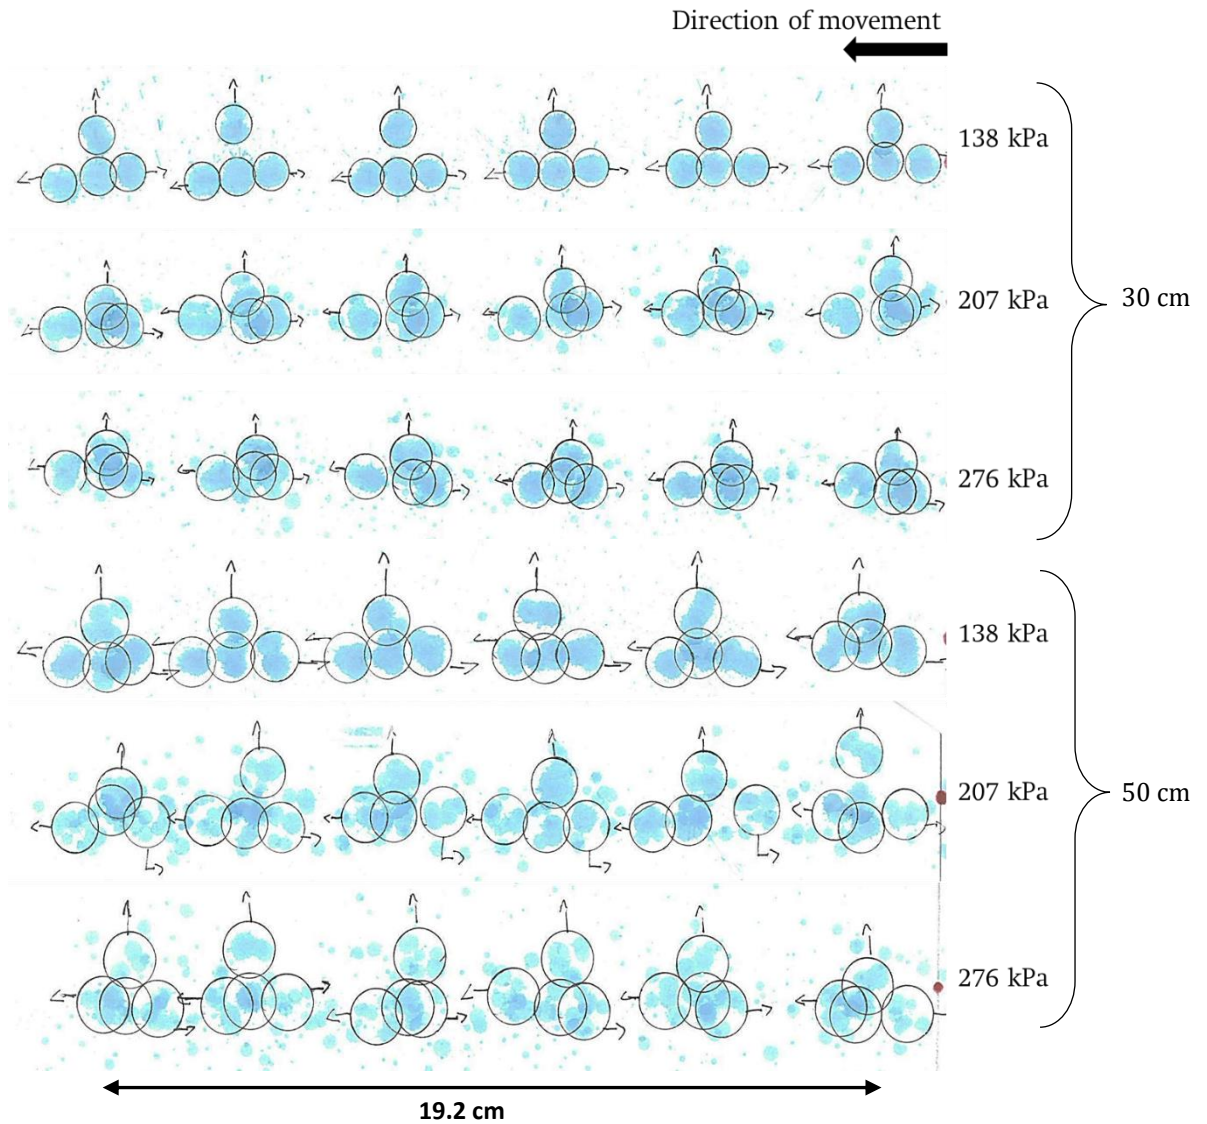 Direction of movement
138 kPa
207 kPa
30 cm
276 kPa
138 kPa
207 kPa
50 cm
276 kPa
19.2 cm